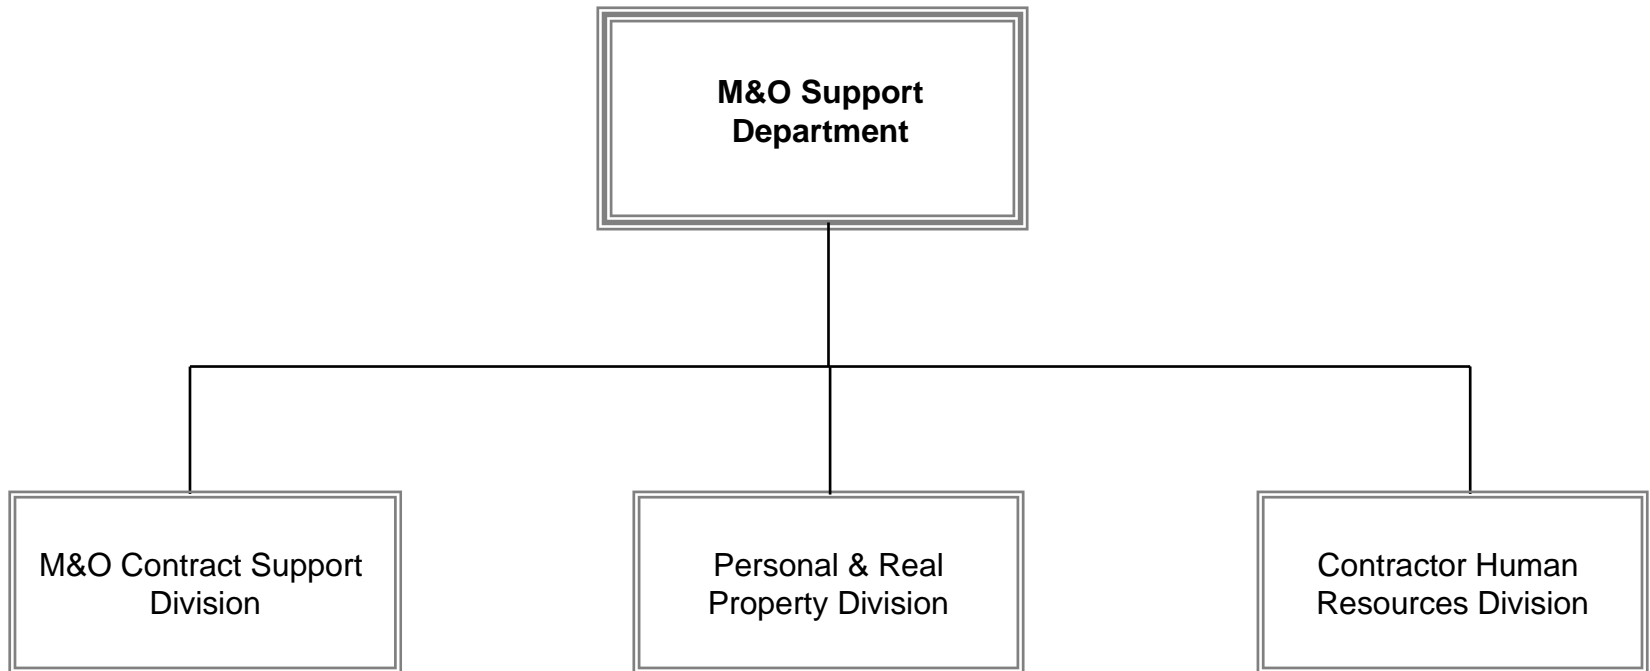 M&O Support
Department
M&O Contract Support
Division
Personal & Real
Property Division
Contractor Human
Resources Division